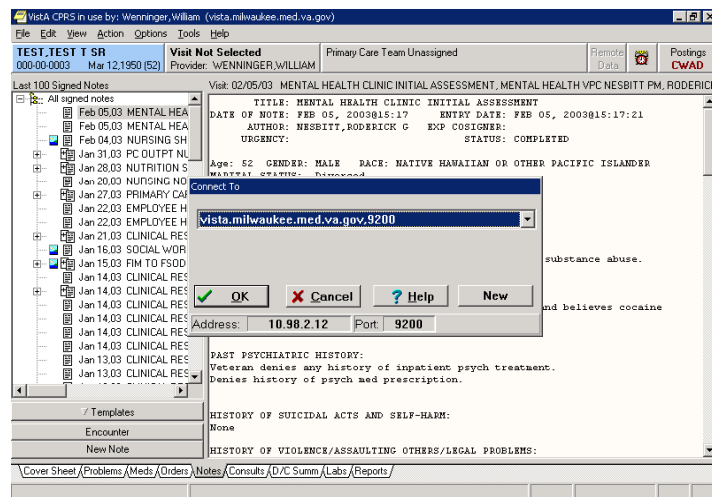 VistA CPRS in use by: Wenninger,William (vista.milwaukee.med.va.gov)
File Edit View Action Options Tools Help
TEST,TEST T SR
000-00-0003 Mar 12,1950 (52)
Visit Not Selected
Provider: WENNINGER,WILLIAM
Primary Care Team Unassigned
Remote
Data
Postings
CWAD
Last 100 Signed Notes
Visit: 02/05/03 MENTAL HEALTH CLINIC INITIAL ASSESSMENT, MENTAL HEALTH VPC NESBITT PM, RODERIC
All signed notes
Feb 05,03 MENTAL HEA
Feb 05,03 MENTAL HEA
Feb 04,03 NURSING SH
Jan 31,03 PC OUTPT NU
Jan 28,03 NUTRITION S
Jan 28,03 NURSING NO
Jan 27,03 PRIMARY CAR
Jan 22,03 EMPLOYEE H
Jan 22,03 EMPLOYEE H
Jan 21,03 CLINICAL RES
Jan 16,03 SOCIAL WOR
Jan 15,03 FIM TO FSOD
Jan 14,03 CLINICAL RES
Jan 14,03 CLINICAL RES
Jan 14,03 CLINICAL RES
Jan 14,03 CLINICAL RES
Jan 14,03 CLINICAL RES
Jan 13,03 CLINICAL RES
Jan 13,03 CLINICAL RES
TITLE: MENTAL HEALTH CLINIC INITIAL ASSESSMENT
DATE OF NOTE: FEB 05, 2003@15:17 ENTRY DATE: FEB 05, 2003@15:17:21
AUTHOR: NESBITT,RODERICK G EXP COSIGNER:
URGENCY: STATUS: COMPLETED
Age: 52 GENDER: MALE RACE: NATIVE HAWAIIAN OR OTHER PACIFIC ISLANDER
MARITAL STATUS: Divorced
substance abuse.
and believes cocaine
PAST PSYCHIATRIC HISTORY:
Veteran denies any history of inpatient psych treatment.
Denies history of psych med prescription.
HISTORY OF SUICIDAL ACTS AND SELF-HARM:
None
HISTORY OF VIOLENCE/ASSAULTING OTHERS/LEGAL PROBLEMS:
Connect To
vista.milwaukee.med.va.gov,9200
OK Cancel Help New
Address: 10.98.2.12 Port: 9200
Templates
Encounter
New Note
Cover Sheet Problems Meds Orders Notes Consults D/C Summ Labs Reports